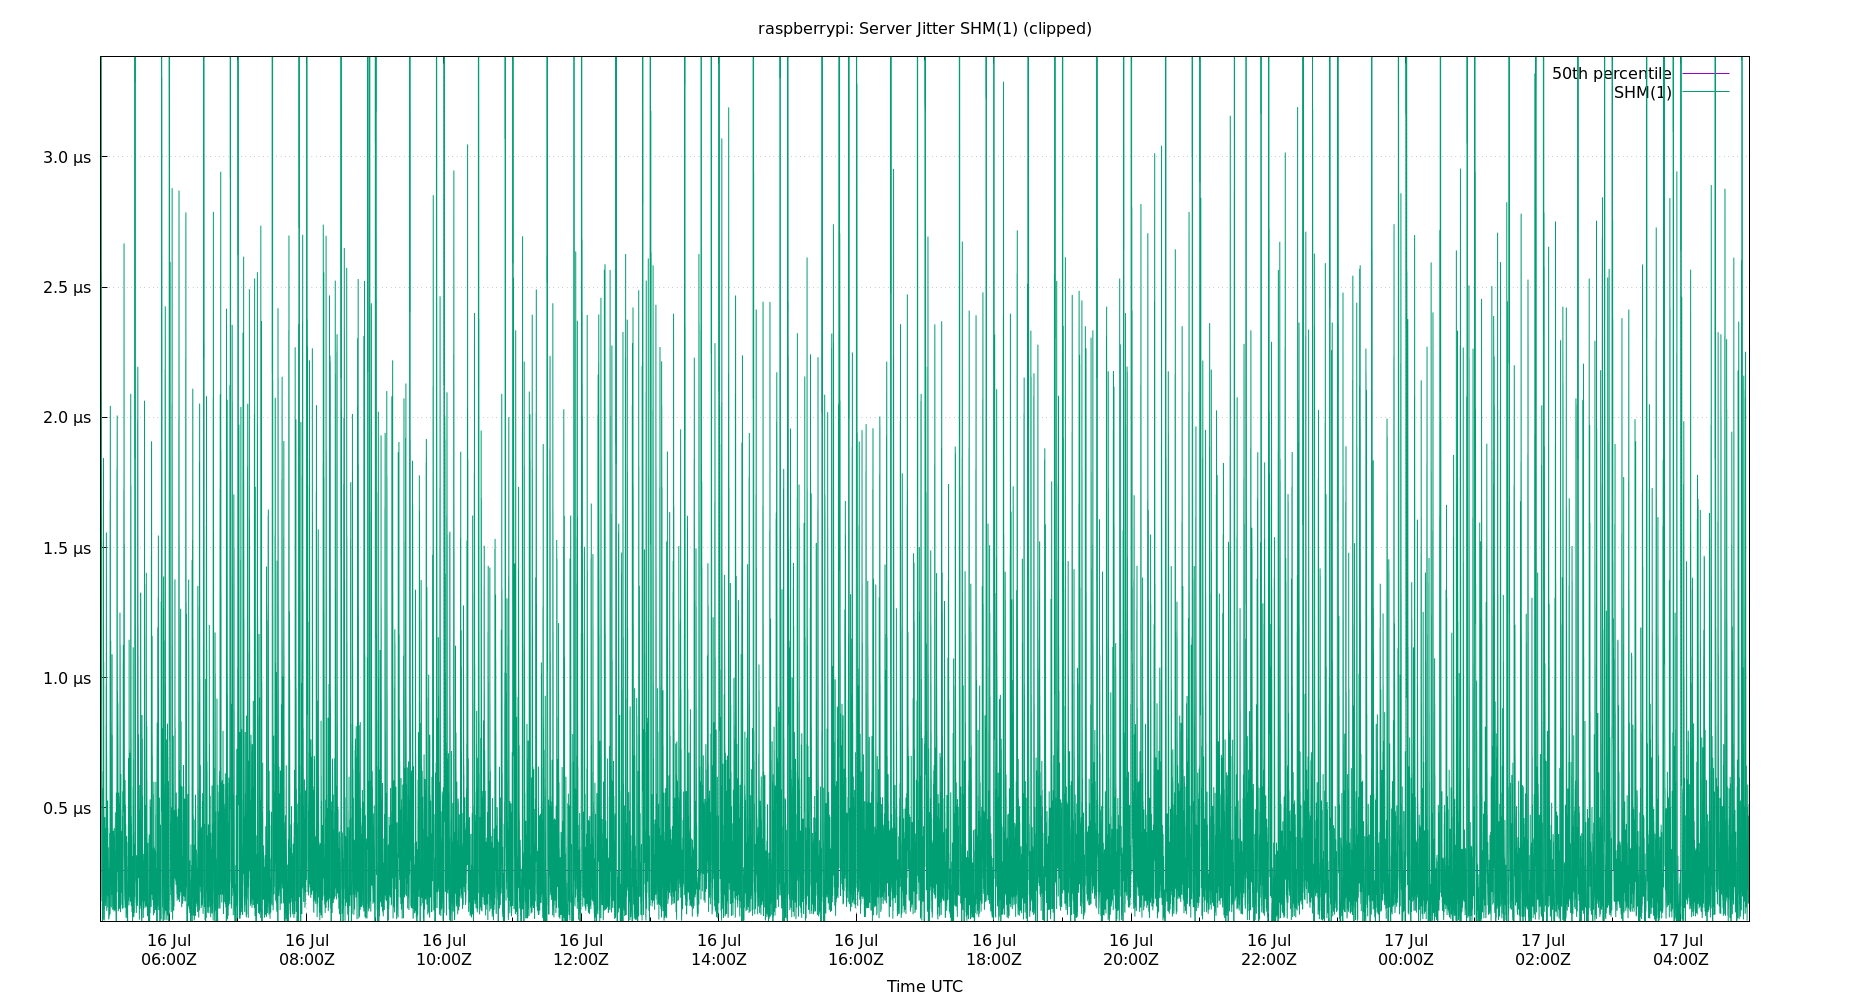 raspberrypi: Server Jitter SHM(1) (clipped)
50th percentile
SHM(1)
3.0 µs
2.5 µs
2.0 µs
1.5 µs
1.0 µs
0.5 µs
16 Jul 16 Jul 16 Jul 16 Jul 16 Jul 16 Jul 16 Jul 16 Jul 16 Jul 17 Jul 17 Jul 17 Jul
06:00Z 08:00Z 10:00Z 12:00Z 14:00Z 16:00Z 18:00Z 20:00Z 22:00Z 00:00Z 02:00Z 04:00Z
Time UTC